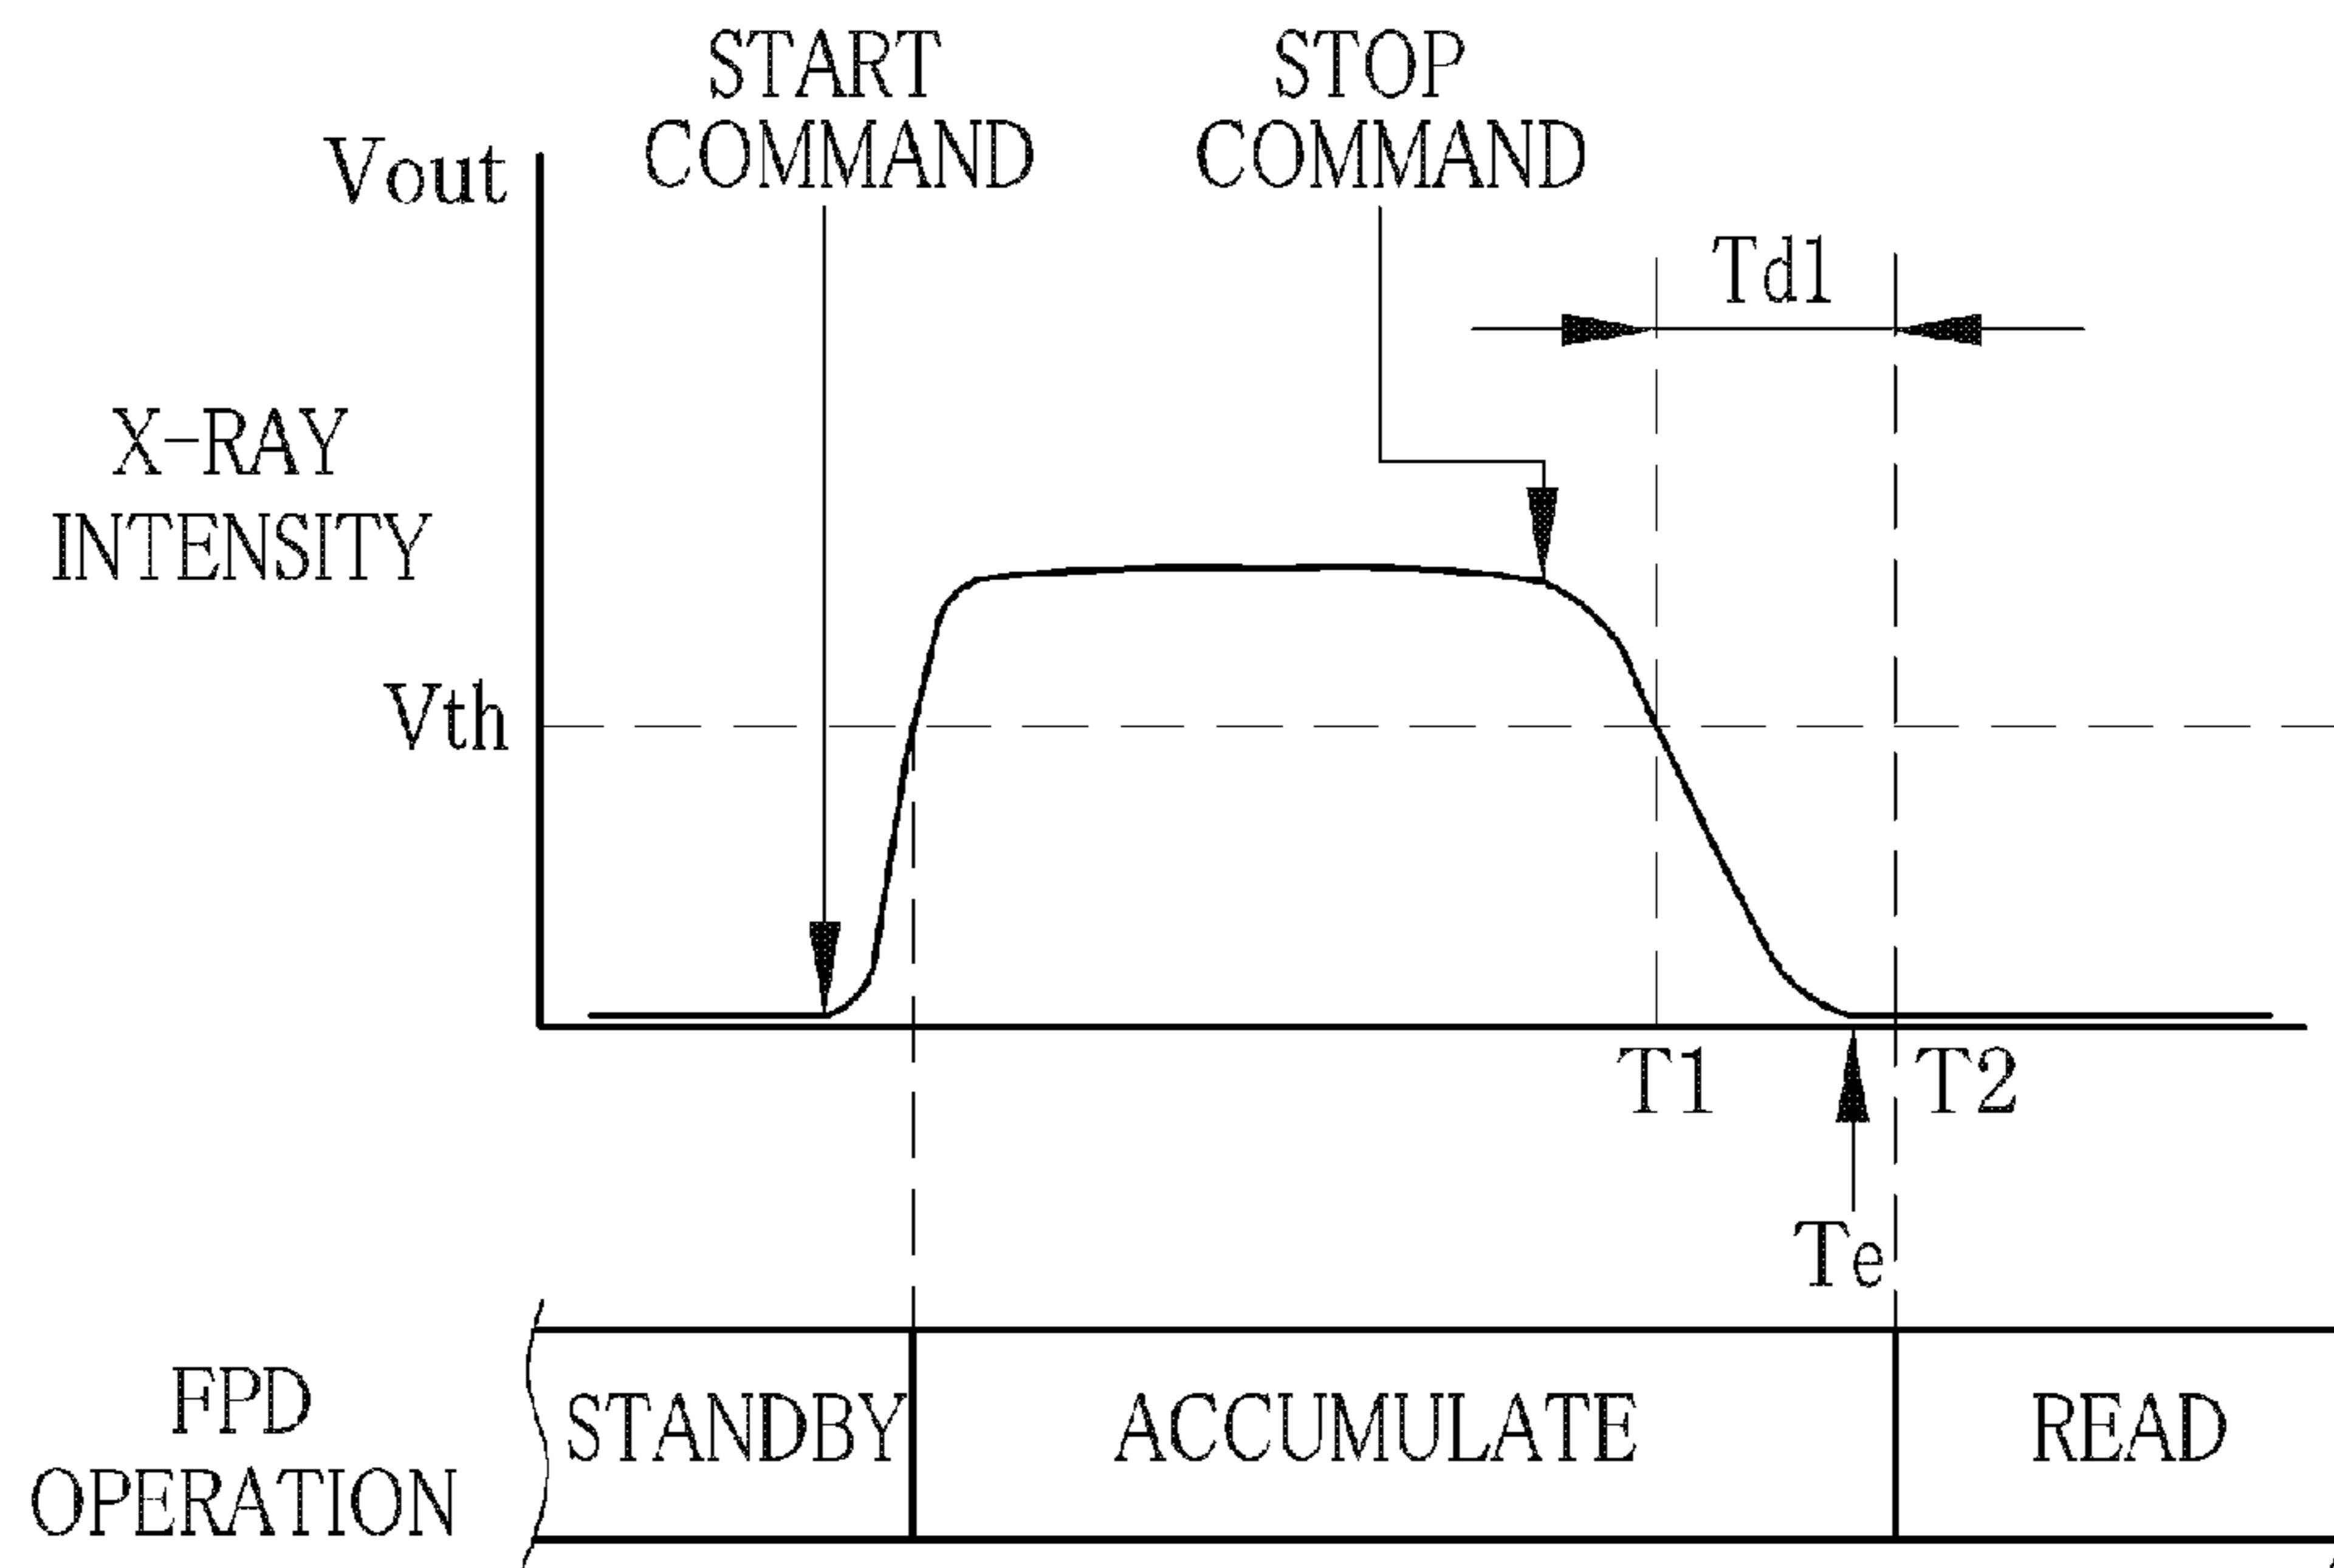 START
COMMAND
STOP
COMMAND
Vout
Td1
X-RAY
INTENSITY
Vth
T1
T2
Te
FPD
OPERATION
STANDBY
ACCUMULATE
READ